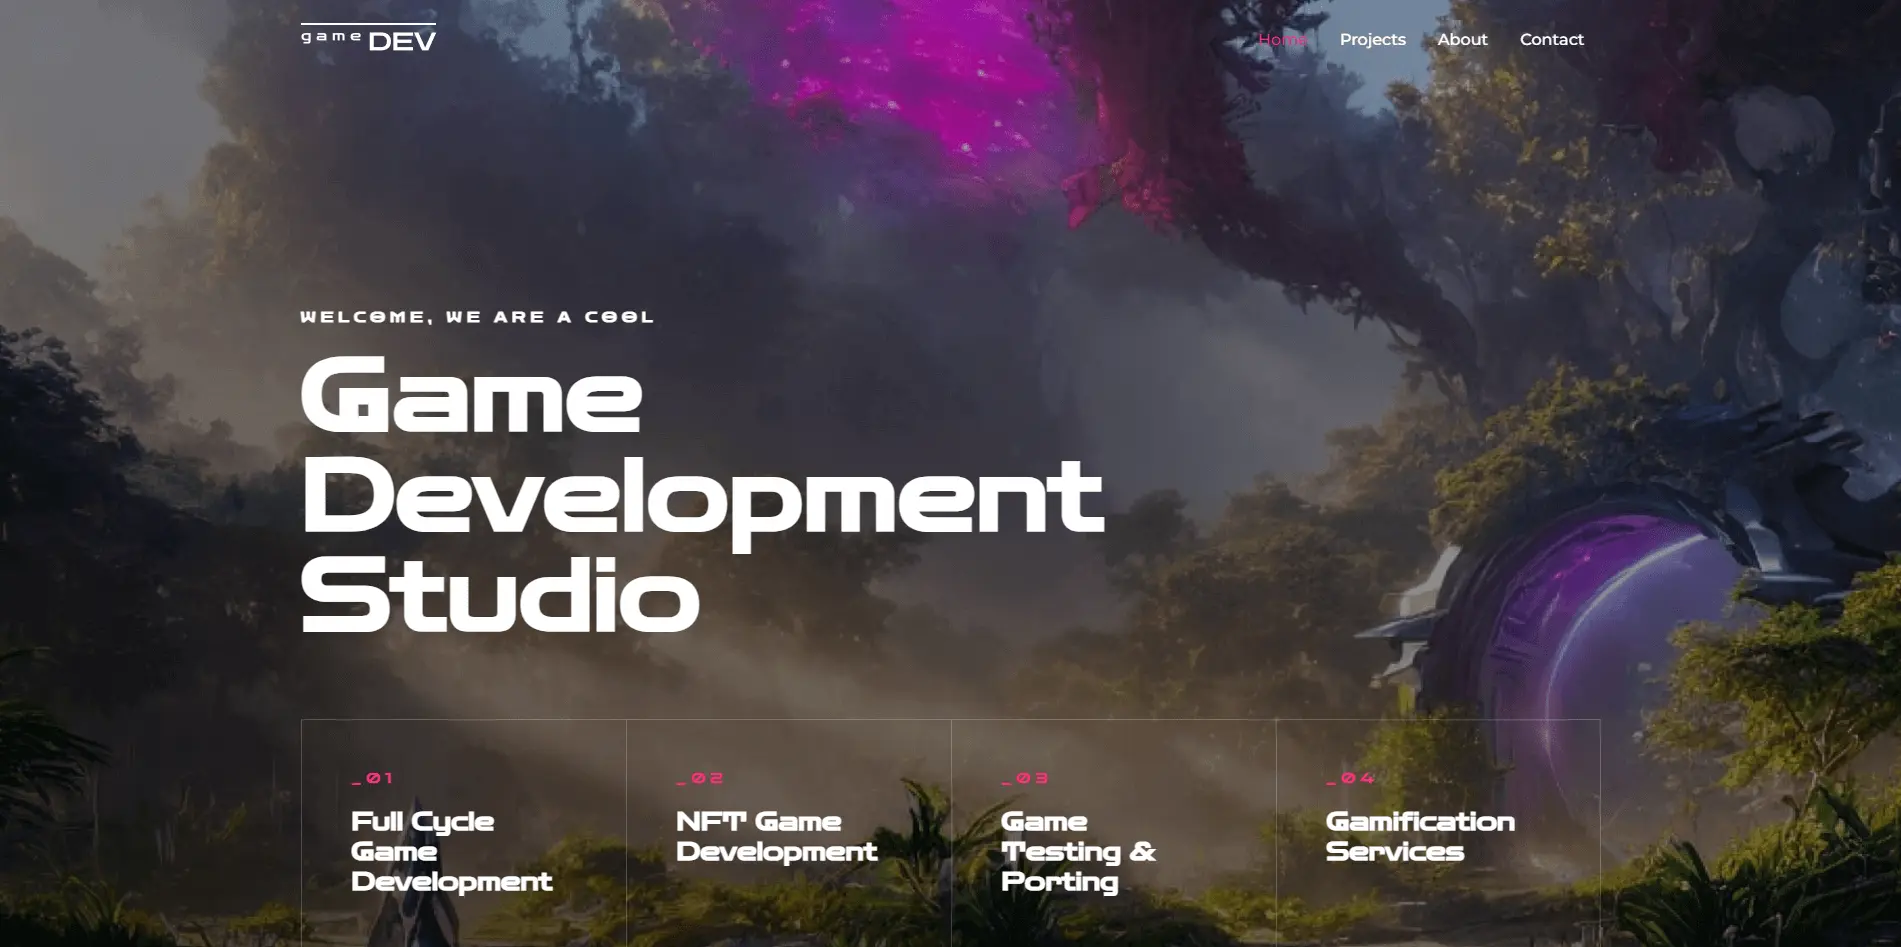 game DEV
Home Projects About Contact
WELCOME, WE ARE A COOL
Game
Development
Studio
_01
Full Cycle
Game
Development
_02
NFT Game
Development
_03
Game
Testing &
Porting
_04
Gamification
Services